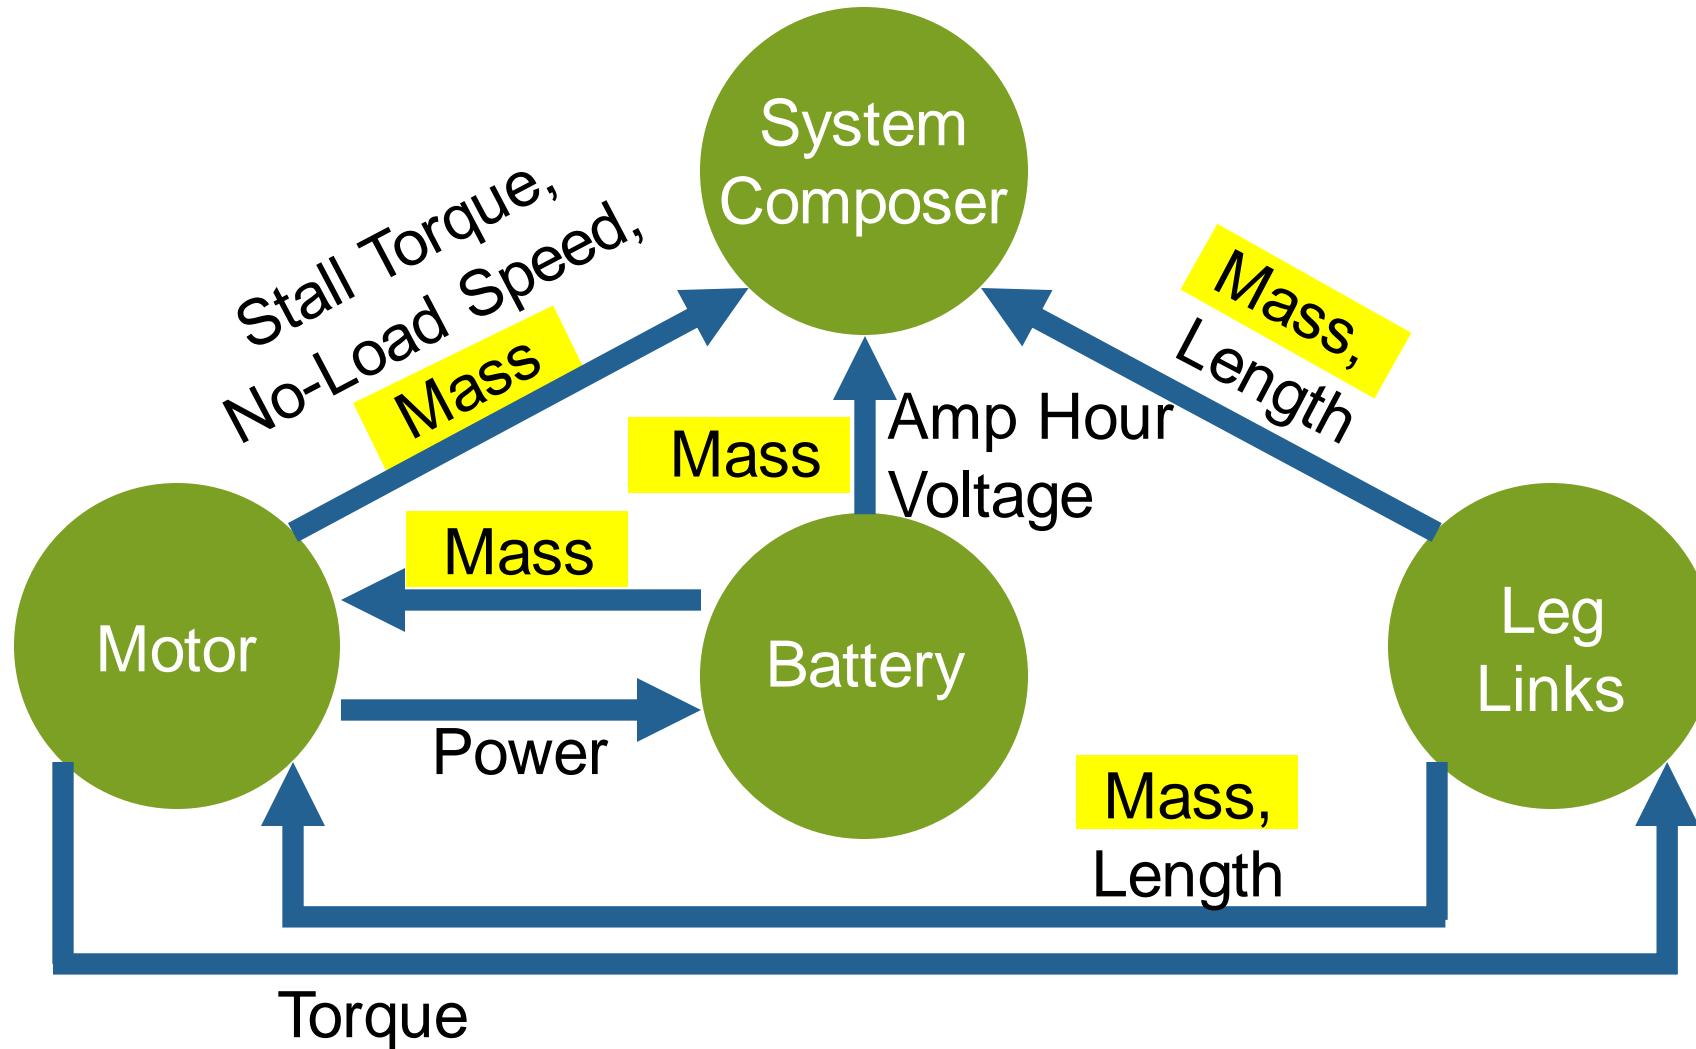 System
Composer
Stall Torque,
No-Load Speed,
Mass
Mass,
Length
Mass
Amp Hour
Voltage
Mass
Motor
Battery
Leg
Links
Power
Mass,
Length
Torque